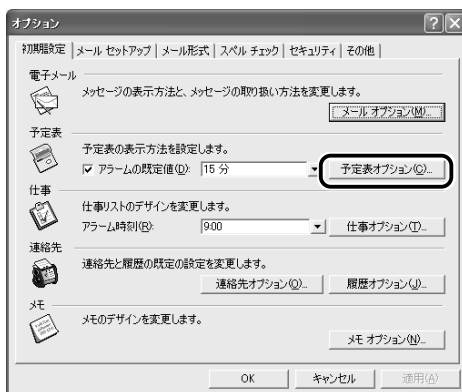 オプション
初期設定 メール セットアップ メール形式 スペル チェック セキュリティ その他
電子メール
メッセージの表示方法と、メッセージの取り扱い方法を変更します。
メール オプション(M)...
予定表
予定表の表示方法を設定します。
アラームの既定値(D): 15 分 予定表オプション(C)...
仕事
仕事リストのデザインを変更します。
アラーム時刻(R): 9:00 仕事オプション(T)...
連絡先
連絡先と履歴の既定の設定を変更します。
連絡先オプション(O)... 履歴オプション(J)...
メモ
メモのデザインを変更します。
メモ オプション(N)...
OK キャンセル 適用(A)